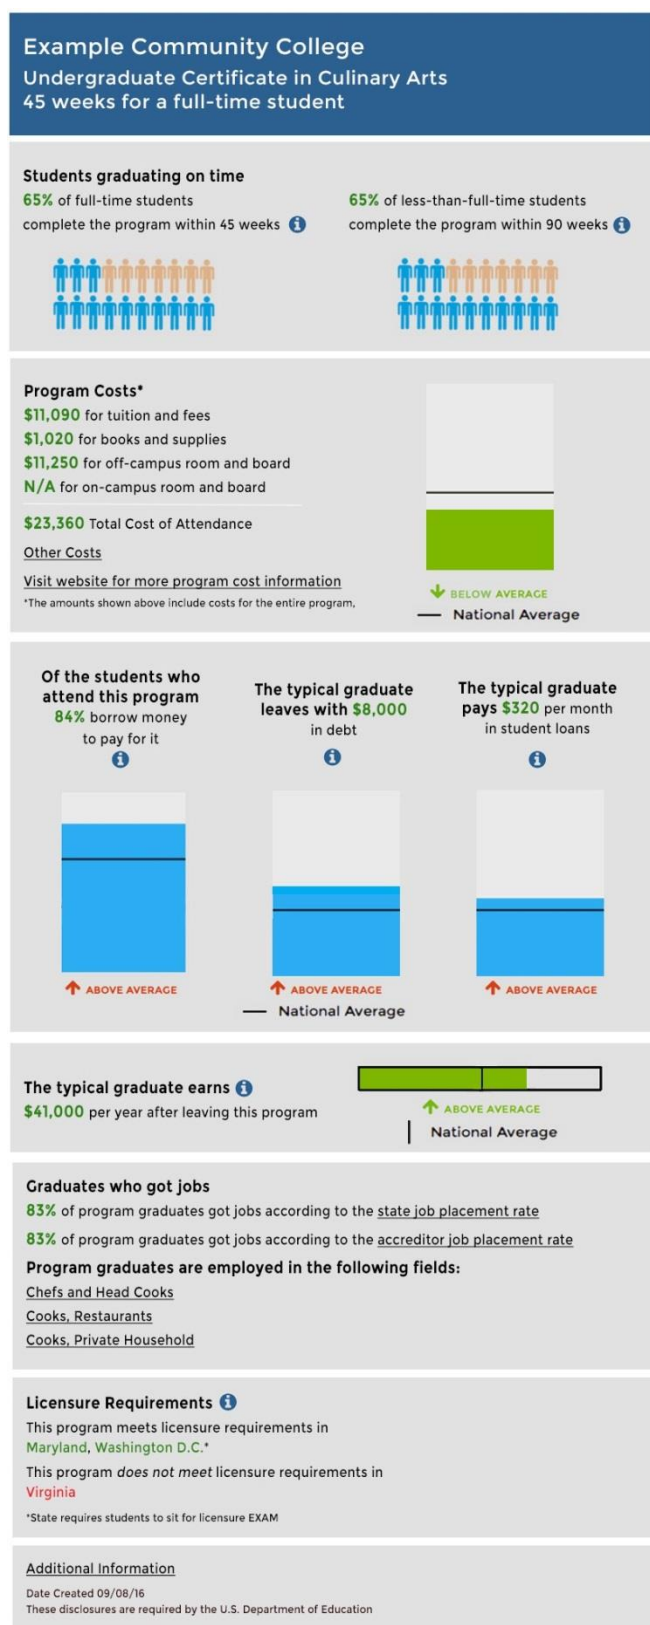 Example Community College
Undergraduate Certificate in Culinary Arts
45 weeks for a full-time student
Students graduating on time
65% of full-time students
complete the program within 45 weeks
65% of less-than-full-time students
complete the program within 90 weeks
Program Costs*
$11,090 for tuition and fees
$1,020 for books and supplies
$11,250 for off-campus room and board
N/A for on-campus room and board
$23,360 Total Cost of Attendance
Other Costs
Visit website for more program cost information
*The amounts shown above include costs for the entire program,
BELOW AVERAGE
National Average
Of the students who
attend this program
84% borrow money
to pay for it
The typical graduate
leaves with $8,000
in debt
The typical graduate
pays $320 per month
in student loans
ABOVE AVERAGE
ABOVE AVERAGE
ABOVE AVERAGE
National Average
The typical graduate earns
$41,000 per year after leaving this program
ABOVE AVERAGE
National Average
Graduates who got jobs
83% of program graduates got jobs according to the state job placement rate
83% of program graduates got jobs according to the accreditor job placement rate
Program graduates are employed in the following fields:
Chefs and Head Cooks
Cooks, Restaurants
Cooks, Private Household
Licensure Requirements
This program meets licensure requirements in
Maryland, Washington D.C.*
This program does not meet licensure requirements in
Virginia
*State requires students to sit for licensure EXAM
Additional Information
Date Created 09/08/16
These disclosures are required by the U.S. Department of Education